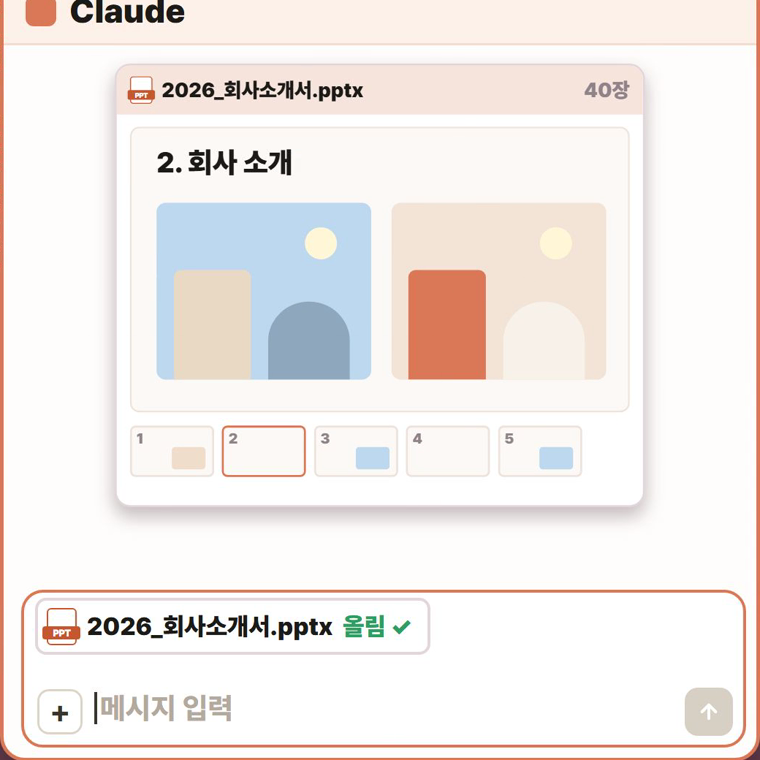 Claude
PPT 2026_회사소개서.pptx 40장
2. 회사 소개
1 2 3 4 5
PPT 2026_회사소개서.pptx 올림
+ 메시지 입력